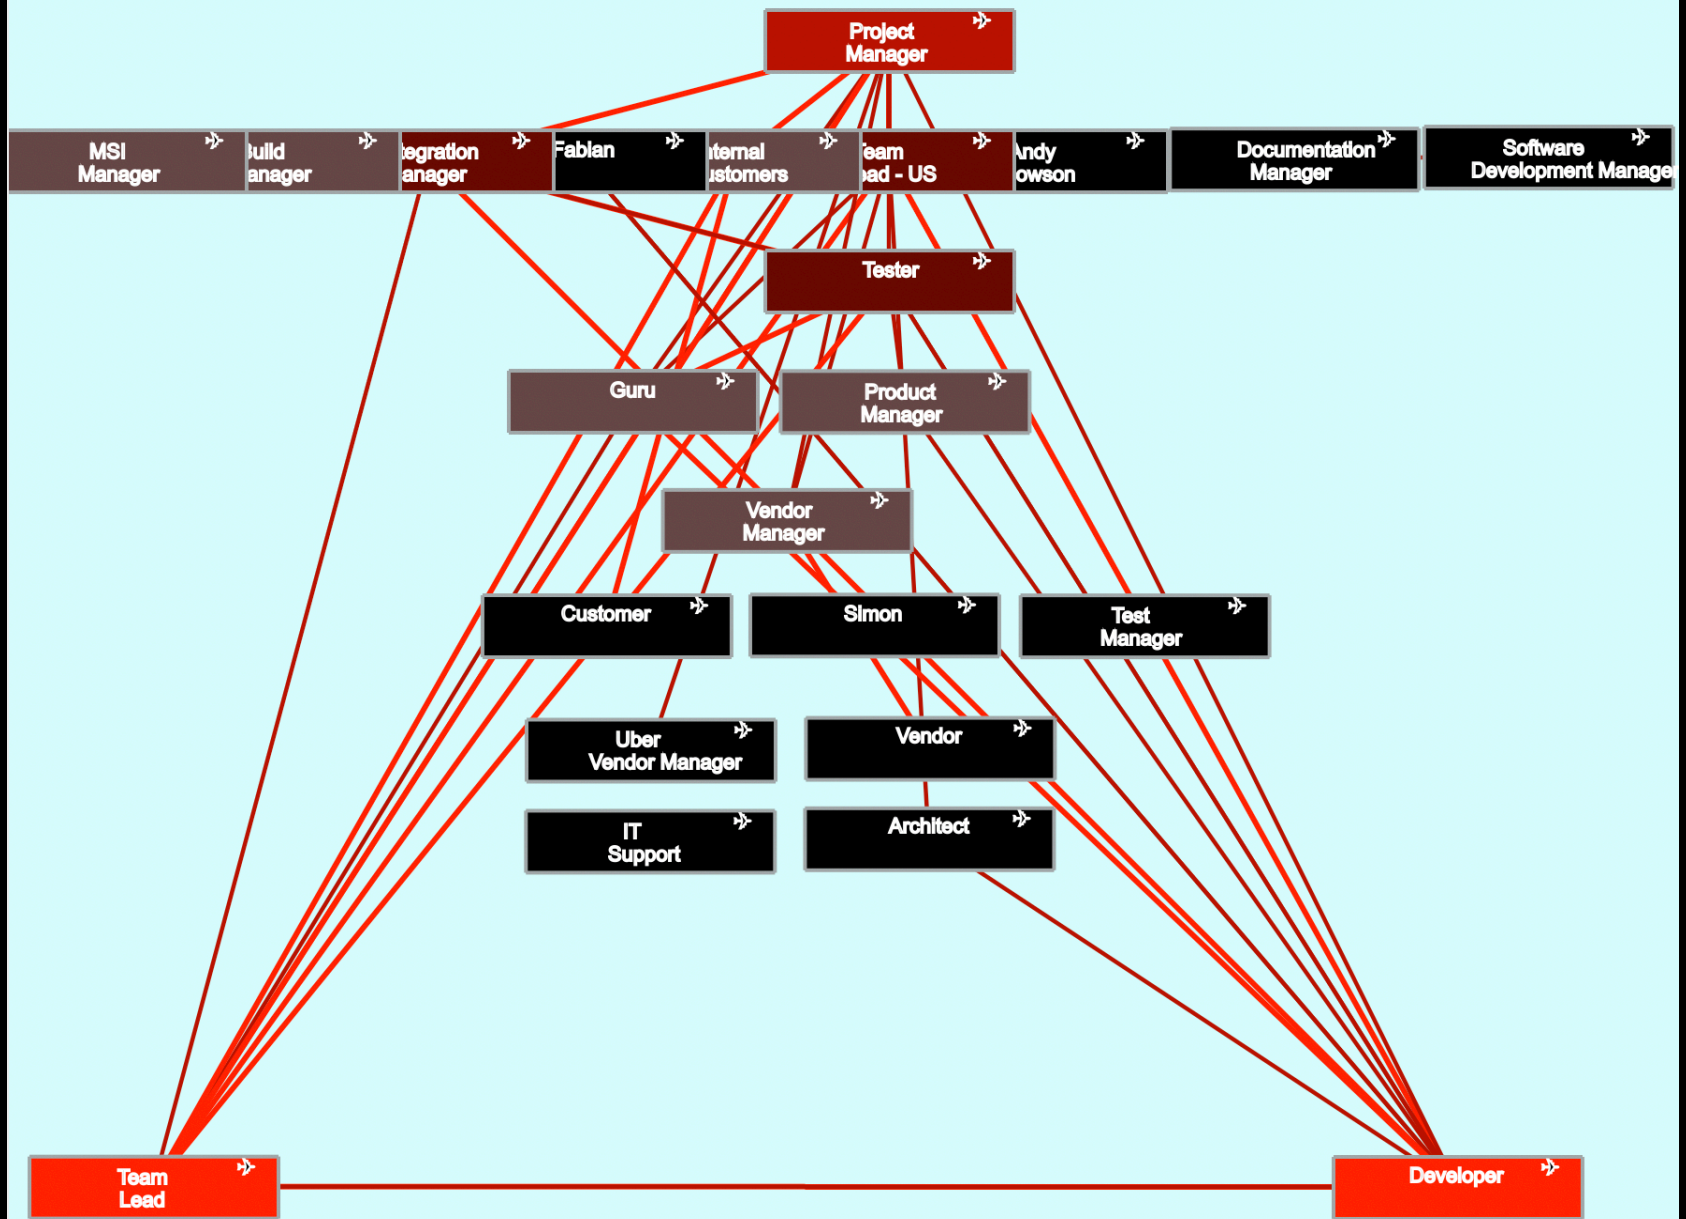 Project
Manager
MSI
Manager
uild
anager
tegration
anager
Fabian
ternal
ustomers
eam
ead - US
Andy
owson
Documentation
Manager
Software
Development Manager
Tester
Guru
Product
Manager
Vendor
Manager
Customer
Simon
Test
Manager
Uber
Vendor Manager
Vendor
IT
Support
Architect
Team
Lead
Developer